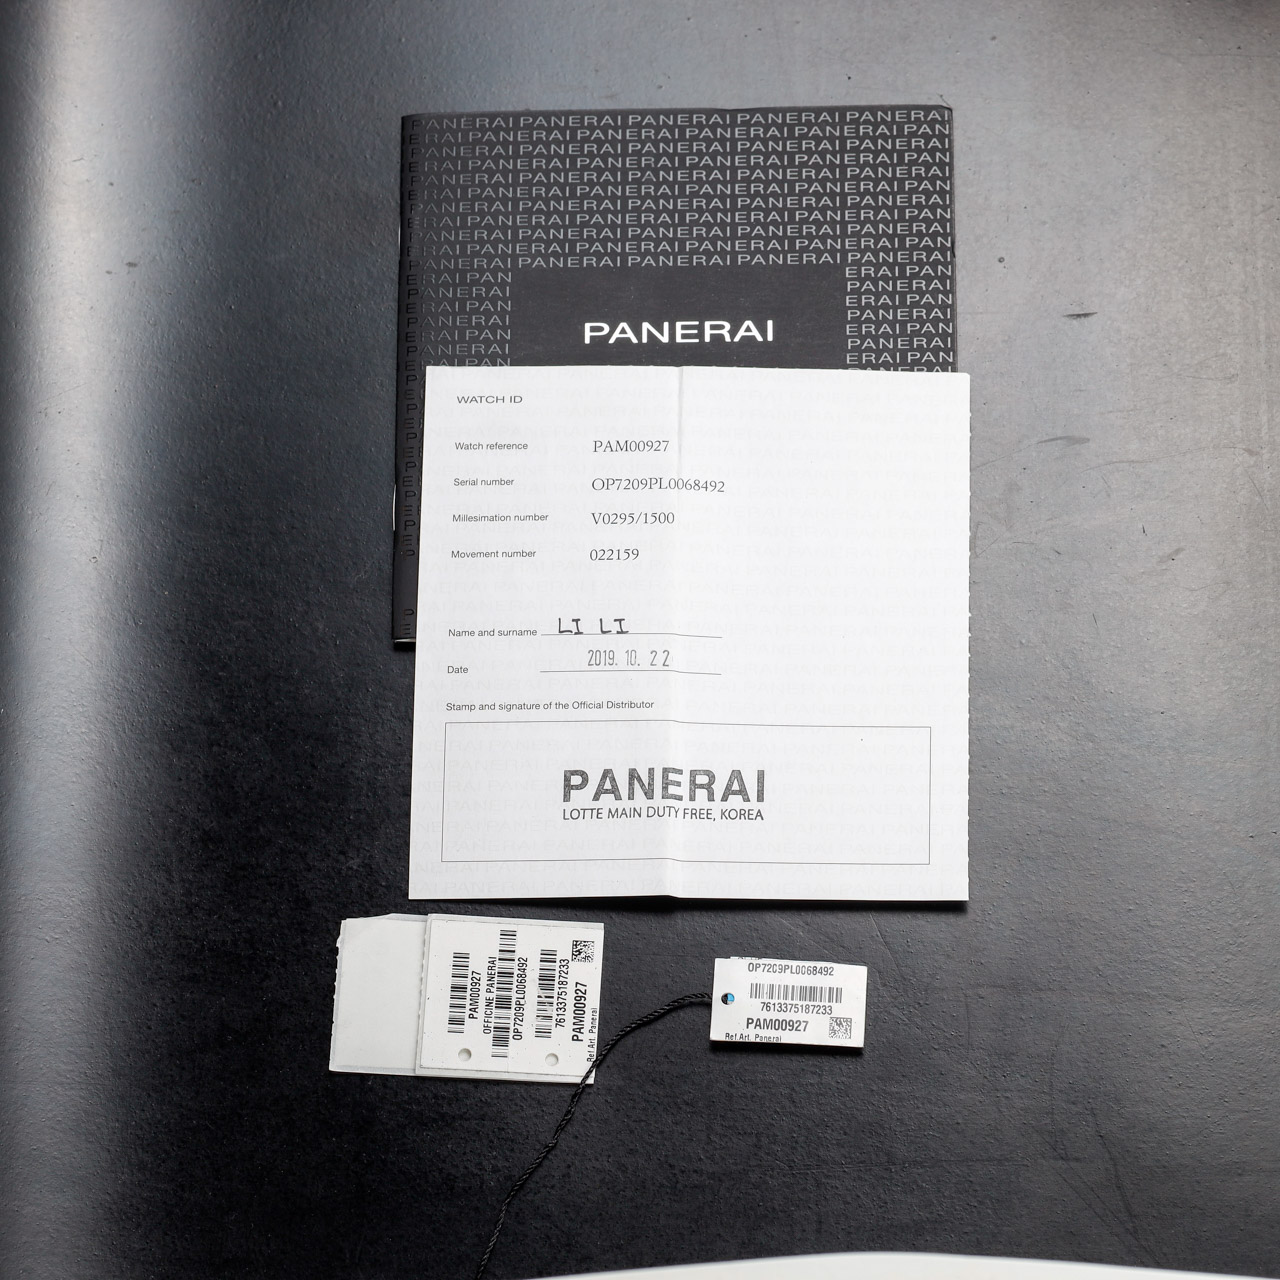 PANERAI PANERAI PANERAI PANERAI PANERAI
PANERAI
WATCH ID
Watch reference PAM00927
Serial number OP7209PL0068492
Millesimation number V0295/1500
Movement number 022159
Name and surname LI LI
Date 2019. 10. 22
Stamp and signature of the Official Distributor
PANERAI
LOTTE MAIN DUTY FREE, KOREA
PAM00927
OFFICINE PANERAI
OP7209PL0068492
7613375187233
PAM00927
Ref.Art. Panerai
OP7209PL0068492
7613375187233
PAM00927
Ref.Art. Panerai